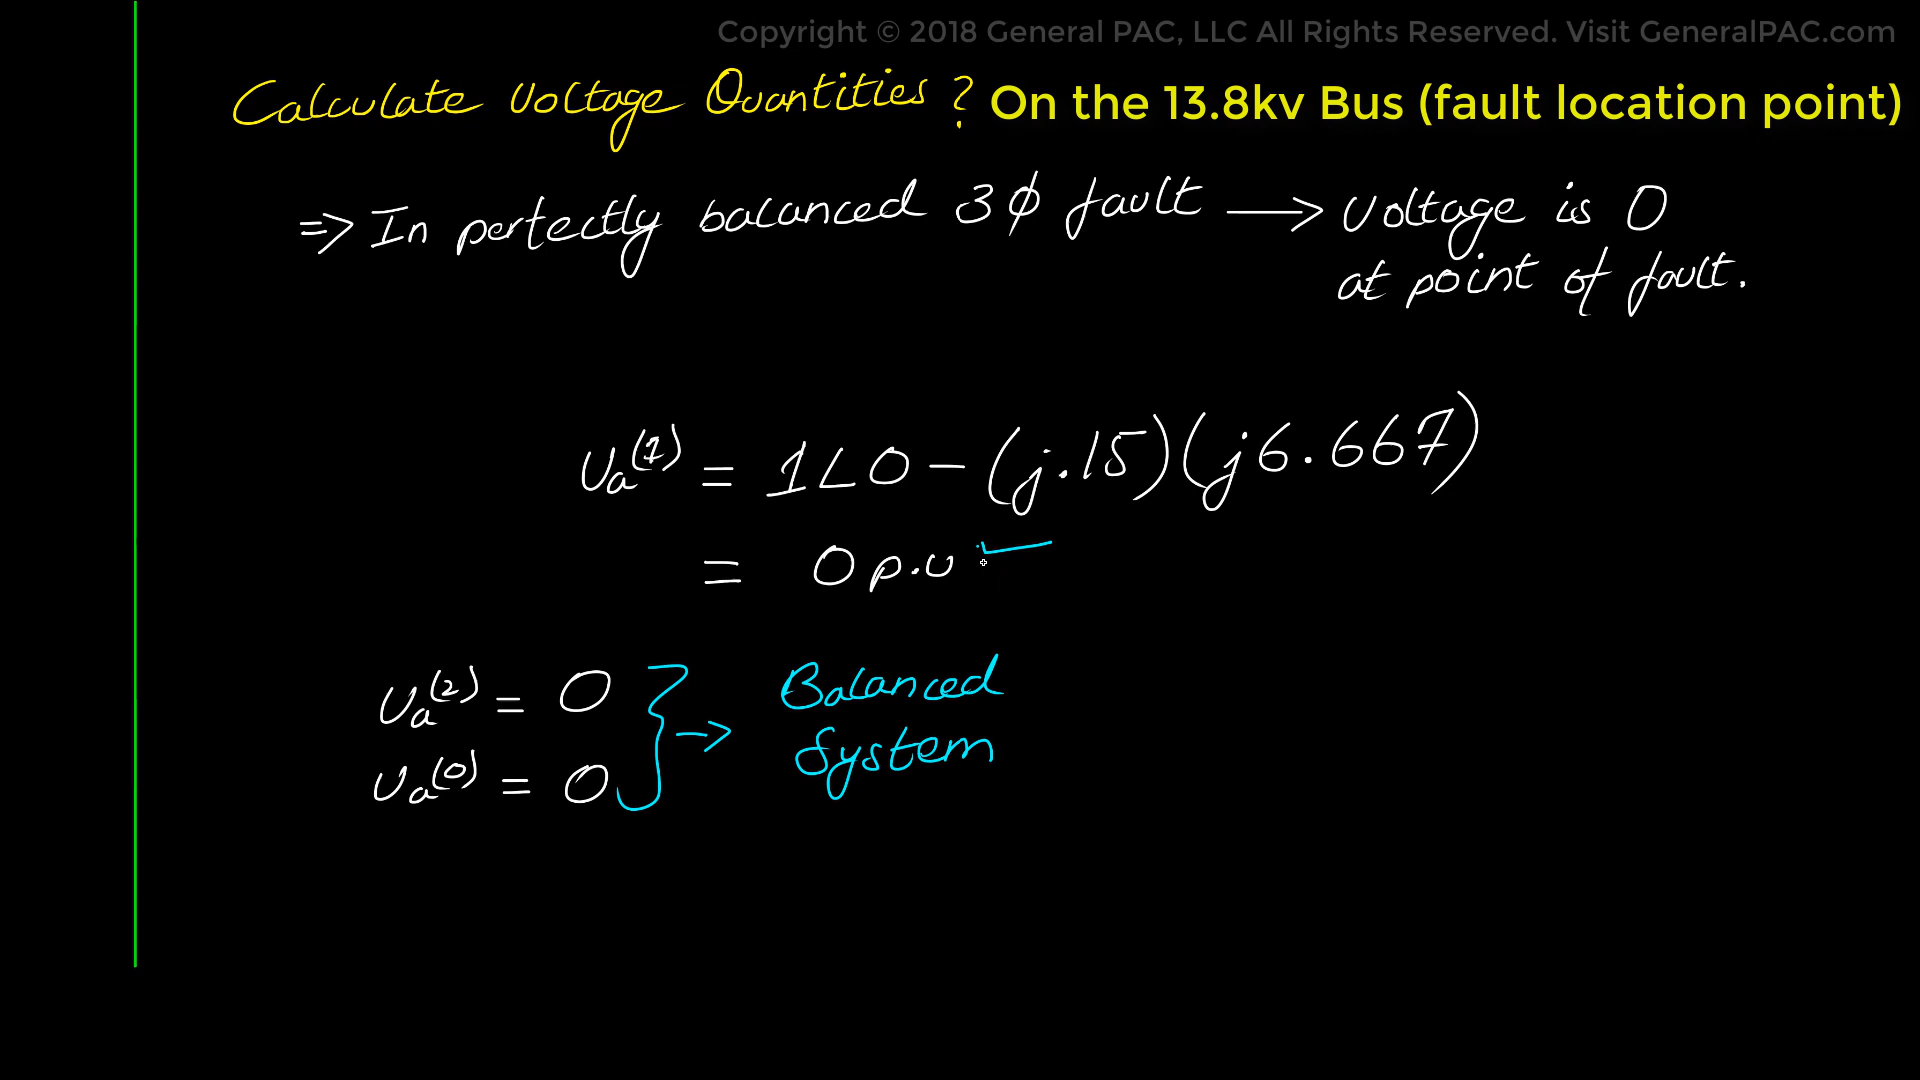 Copyright © 2018 General PAC, LLC All Rights Reserved. Visit GeneralPAC.com
Calculate Voltage Quantities ? On the 13.8kv Bus (fault location point)
=> In perfectly balanced 3ϕ fault → Voltage is 0
at point of fault.
Va^(1) = 1∠0 - (j.15)(j6.667)
= 0 p.u
Va^(2) = 0
Va^(0) = 0
} → Balanced
System